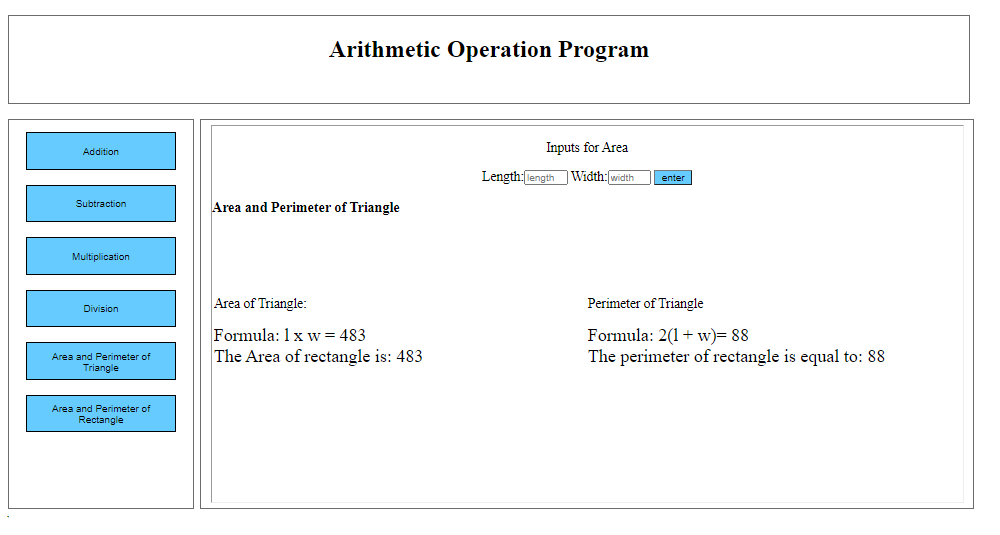 Arithmetic Operation Program
Addition
Subtraction
Multiplication
Division
Area and Perimeter of
Triangle
Area and Perimeter of
Rectangle
Inputs for Area
Length: length Width: width enter
Area and Perimeter of Triangle
Area of Triangle:
Formula: l x w = 483
The Area of rectangle is: 483
Perimeter of Triangle
Formula: 2(l + w)= 88
The perimeter of rectangle is equal to: 88